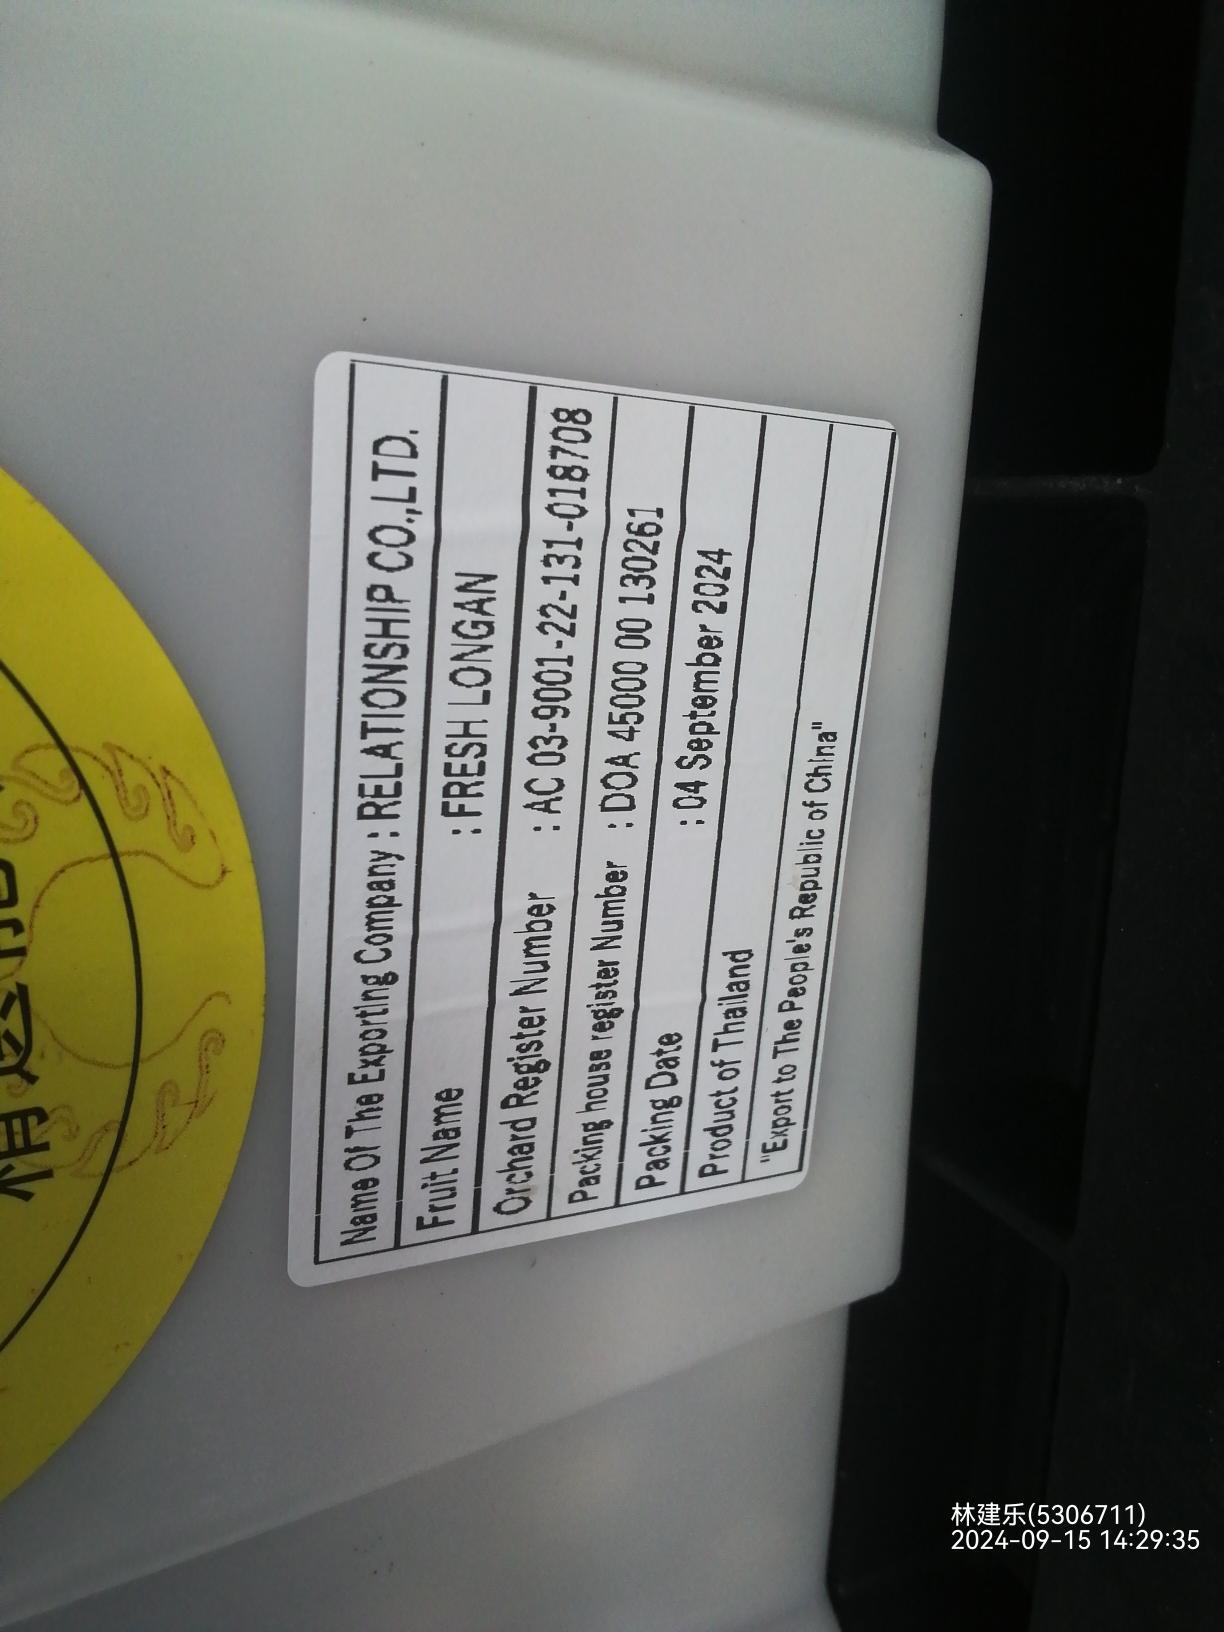 Name Of The Exporting Company : RELATIONSHIP CO.,LTD.
Fruit Name : FRESH LONGAN
Orchard Register Number : AC 03-9001-22-131-018708
Packing house register Number : DOA 45000 00 130261
Packing Date : 04 September 2024
Product of Thailand
"Export to The People's Republic of China"
林建乐(5306711)
2024-09-15 14:29:35